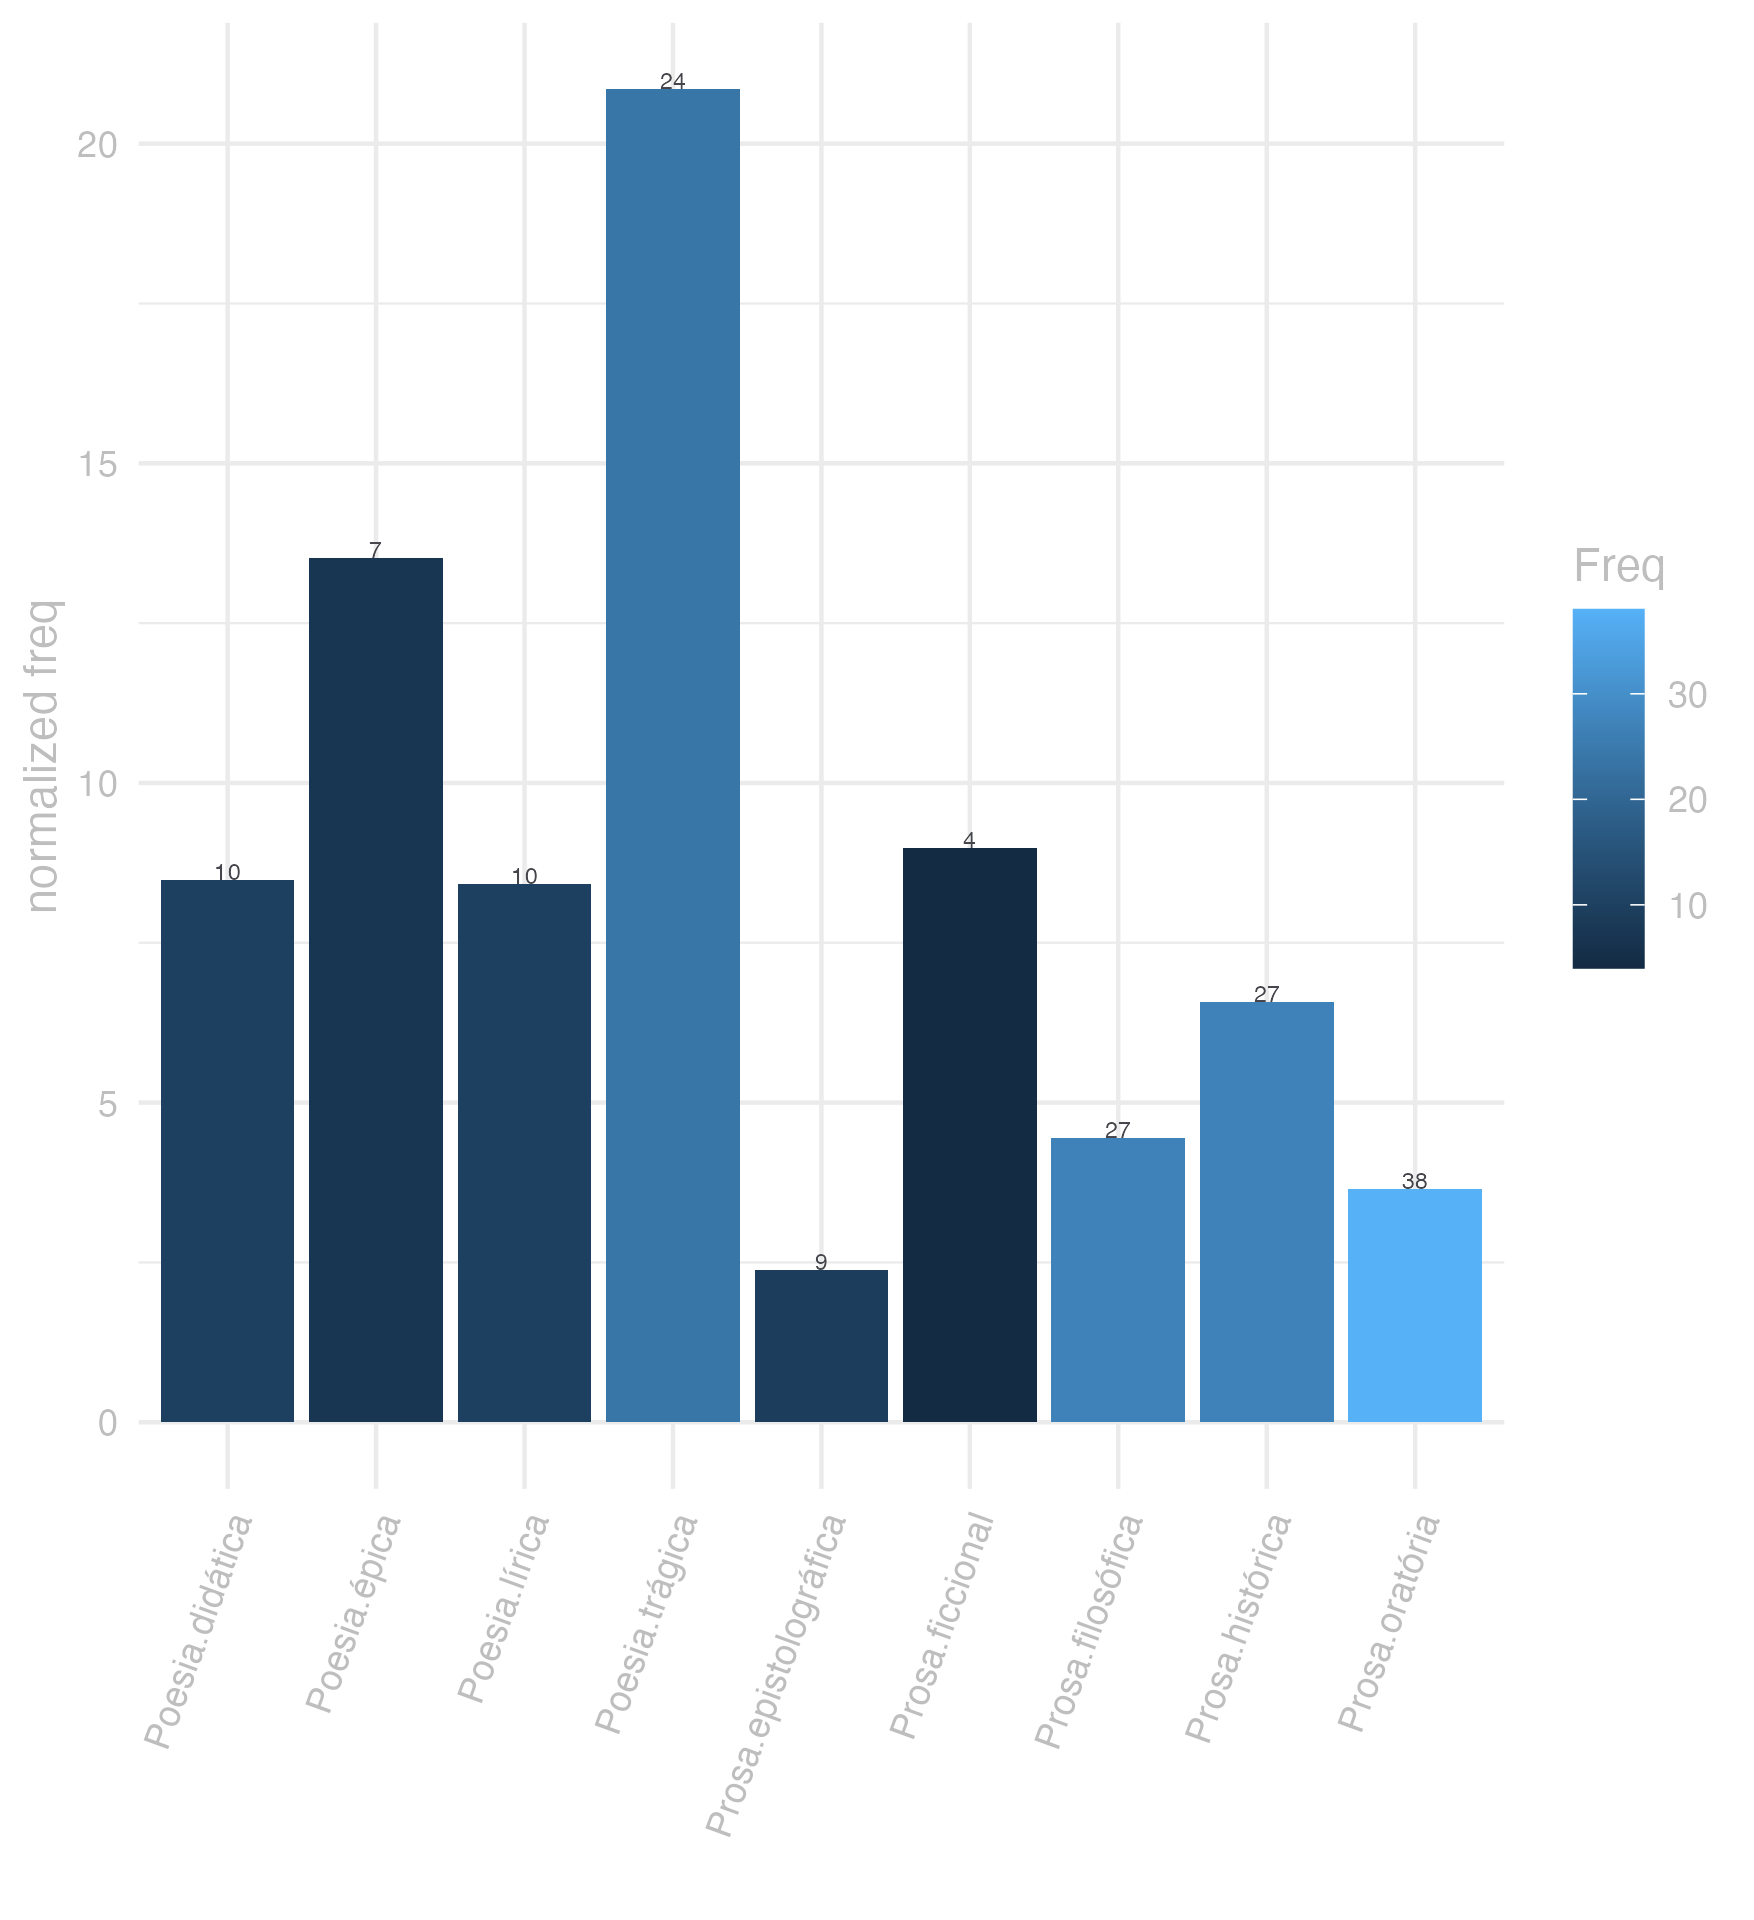 normalized freq
20
15
10
5
0
10
7
10
24
9
4
27
27
38
Poesia.didática
Poesia.épica
Poesia.lírica
Poesia.trágica
Prosa.epistolográfica
Prosa.ficcional
Prosa.filosófica
Prosa.histórica
Prosa.oratória
Freq
30
20
10